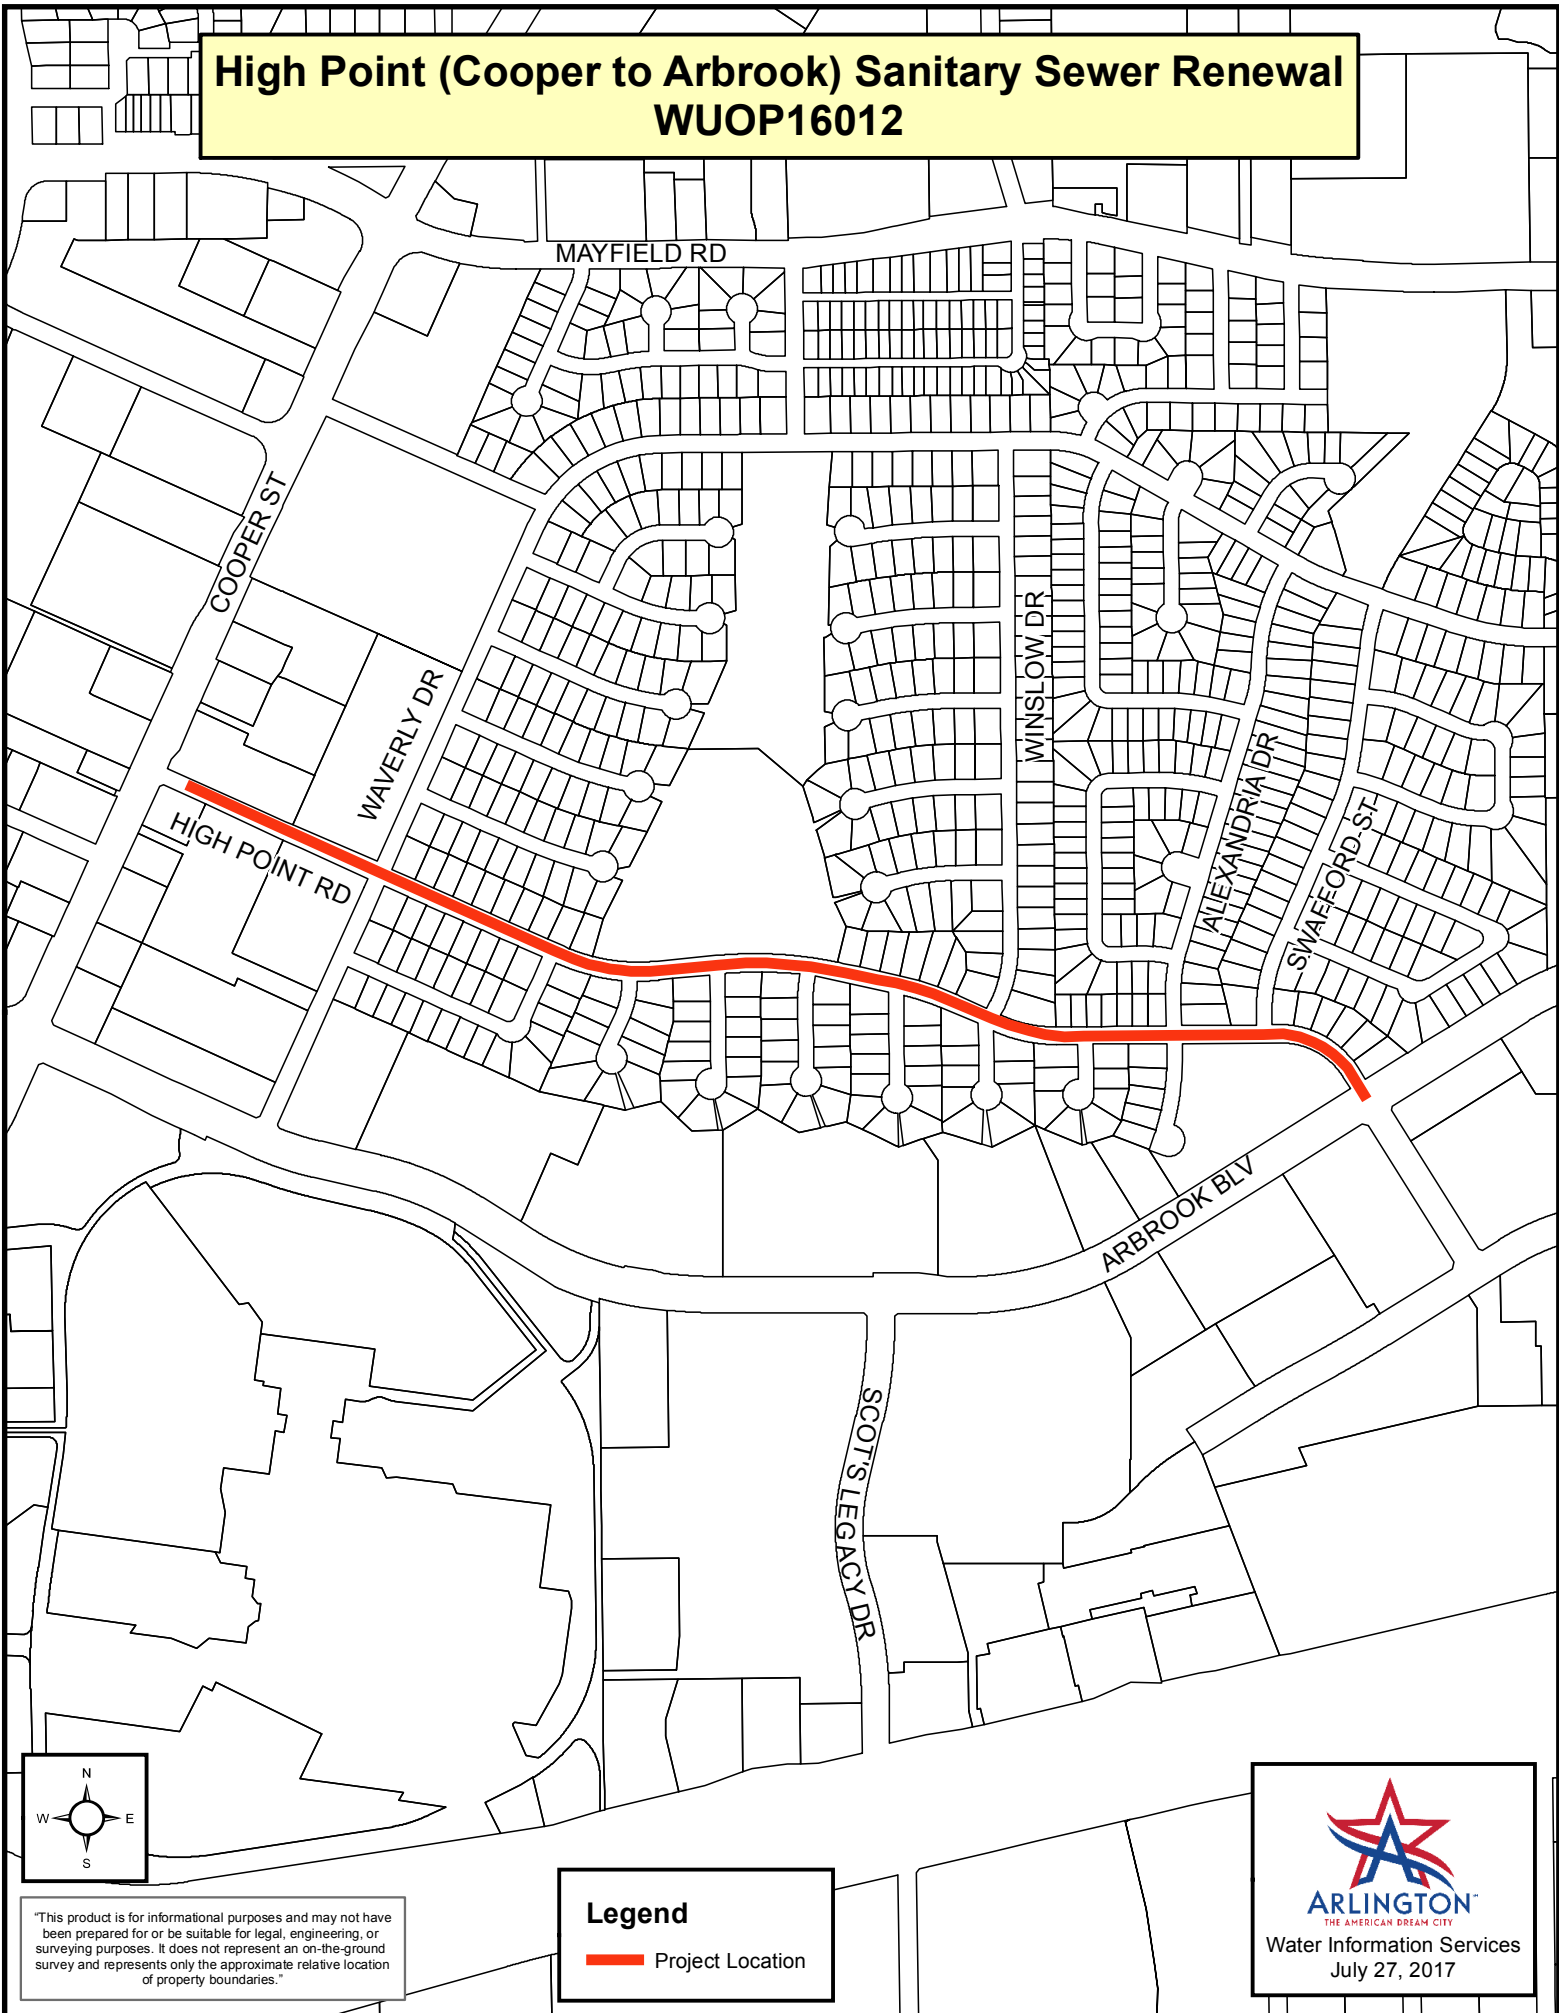 High Point (Cooper to Arbrook) Sanitary Sewer Renewal
WUOP16012
MAYFIELD RD
COOPER ST
WINSLOW DR
WAVERLY DR
ALEXANDRIA DR
SWAFFORD ST
HIGH POINT RD
ARBROOK BLV
SCOT'S LEGACY DR
N
W E
S
"This product is for informational purposes and may not have
been prepared for or be suitable for legal, engineering, or
surveying purposes. It does not represent an on-the-ground
survey and represents only the approximate relative location
of property boundaries."
Legend
Project Location
ARLINGTON
THE AMERICAN DREAM CITY
Water Information Services
July 27, 2017